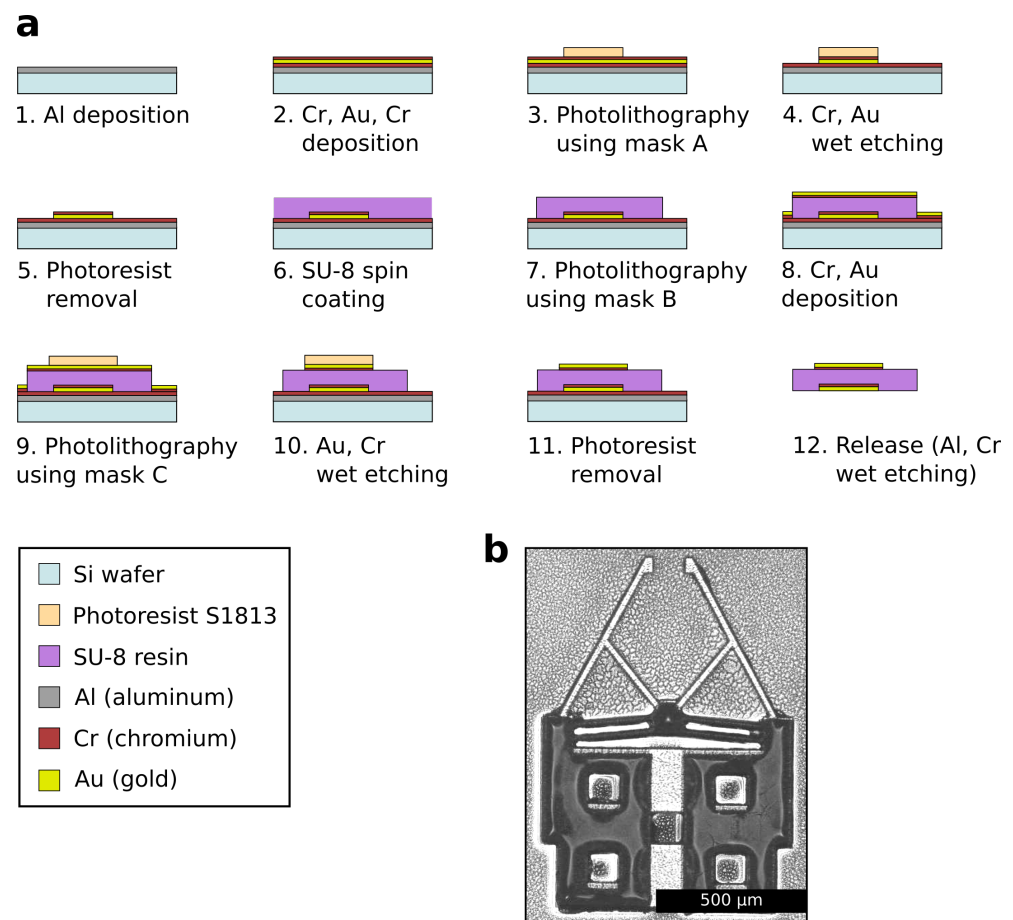 a
1. Al deposition
2. Cr, Au, Cr
deposition
3. Photolithography
using mask A
4. Cr, Au
wet etching
5. Photoresist
removal
6. SU-8 spin
coating
7. Photolithography
using mask B
8. Cr, Au
deposition
9. Photolithography
using mask C
10. Au, Cr
wet etching
11. Photoresist
removal
12. Release (Al, Cr
wet etching)
Si wafer
Photoresist S1813
SU-8 resin
Al (aluminum)
Cr (chromium)
Au (gold)
b
500 μm